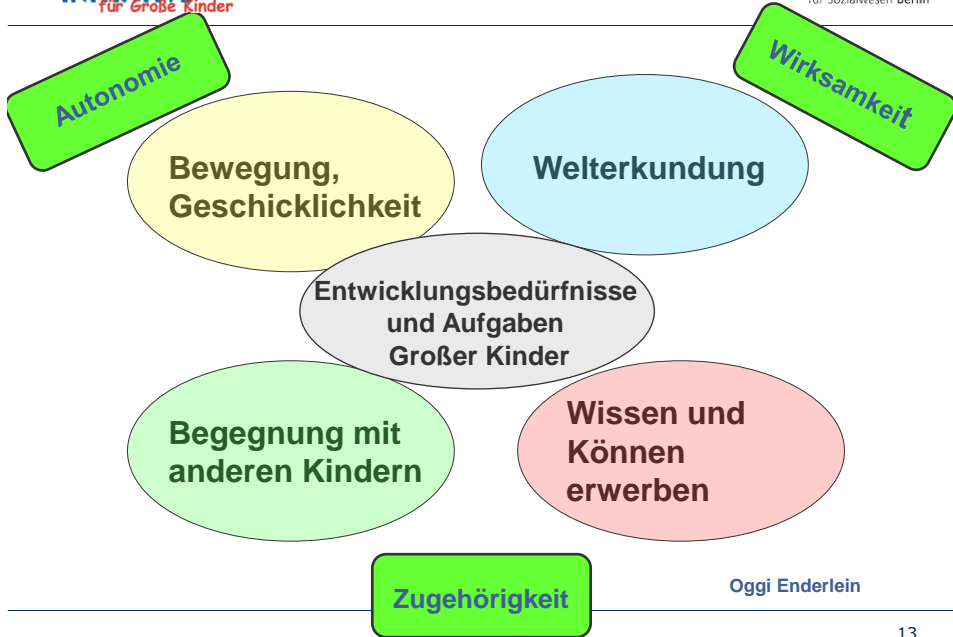 für Große Kinder
für Sozialwesen Berlin
Autonomie
Wirksamkeit
Bewegung,
Geschicklichkeit
Welterkundung
Entwicklungsbedürfnisse
und Aufgaben
Großer Kinder
Begegnung mit
anderen Kindern
Wissen und
Können
erwerben
Zugehörigkeit
Oggi Enderlein
13